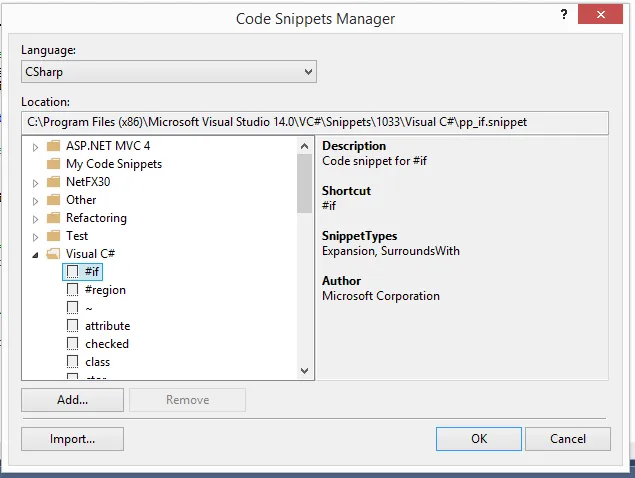 Code Snippets Manager
?
Language:
CSharp
Location:
C:\Program Files (x86)\Microsoft Visual Studio 14.0\VC#\Snippets\1033\Visual C#\pp_if.snippet
ASP.NET MVC 4
My Code Snippets
NetFX30
Other
Refactoring
Test
Visual C#
#if
#region
~
attribute
checked
class
Description
Code snippet for #if
Shortcut
#if
SnippetTypes
Expansion, SurroundsWith
Author
Microsoft Corporation
Add...
Remove
Import...
OK
Cancel